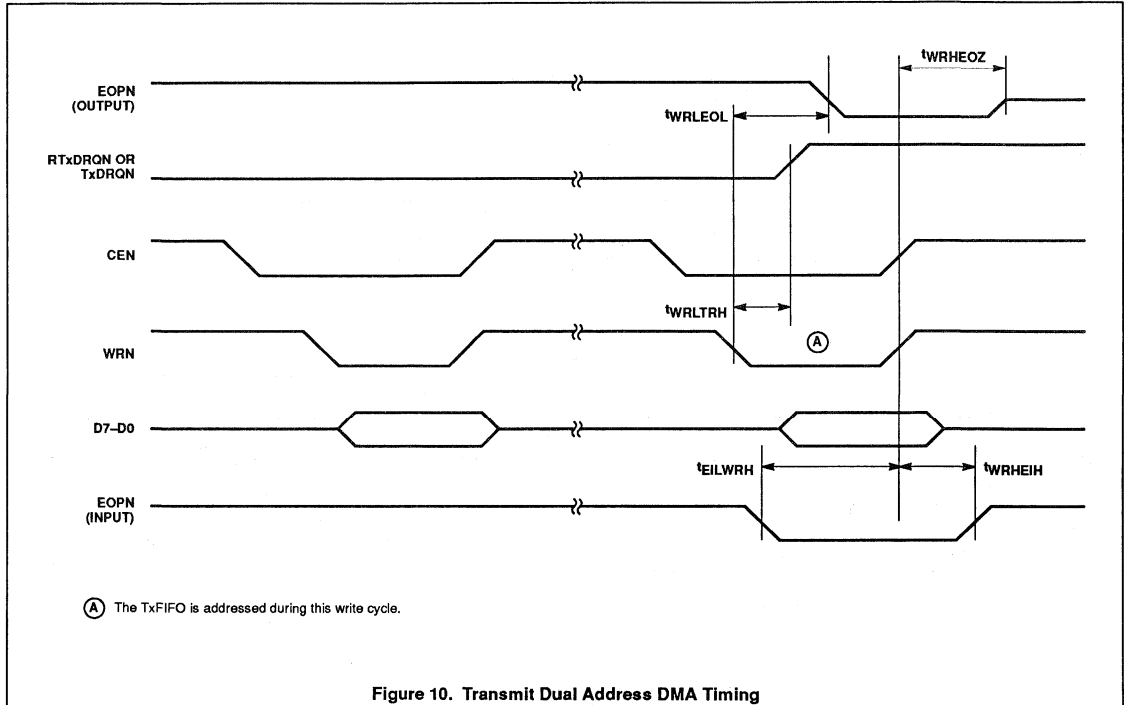 EOPN
(OUTPUT)
tWRHEOZ
tWRLEOL
RTxDRQN OR
TxDRQN
CEN
tWRLTRH
WRN
A
D7–D0
tEILWRH
tWRHEIH
EOPN
(INPUT)
A The TxFIFO is addressed during this write cycle.
Figure 10. Transmit Dual Address DMA Timing